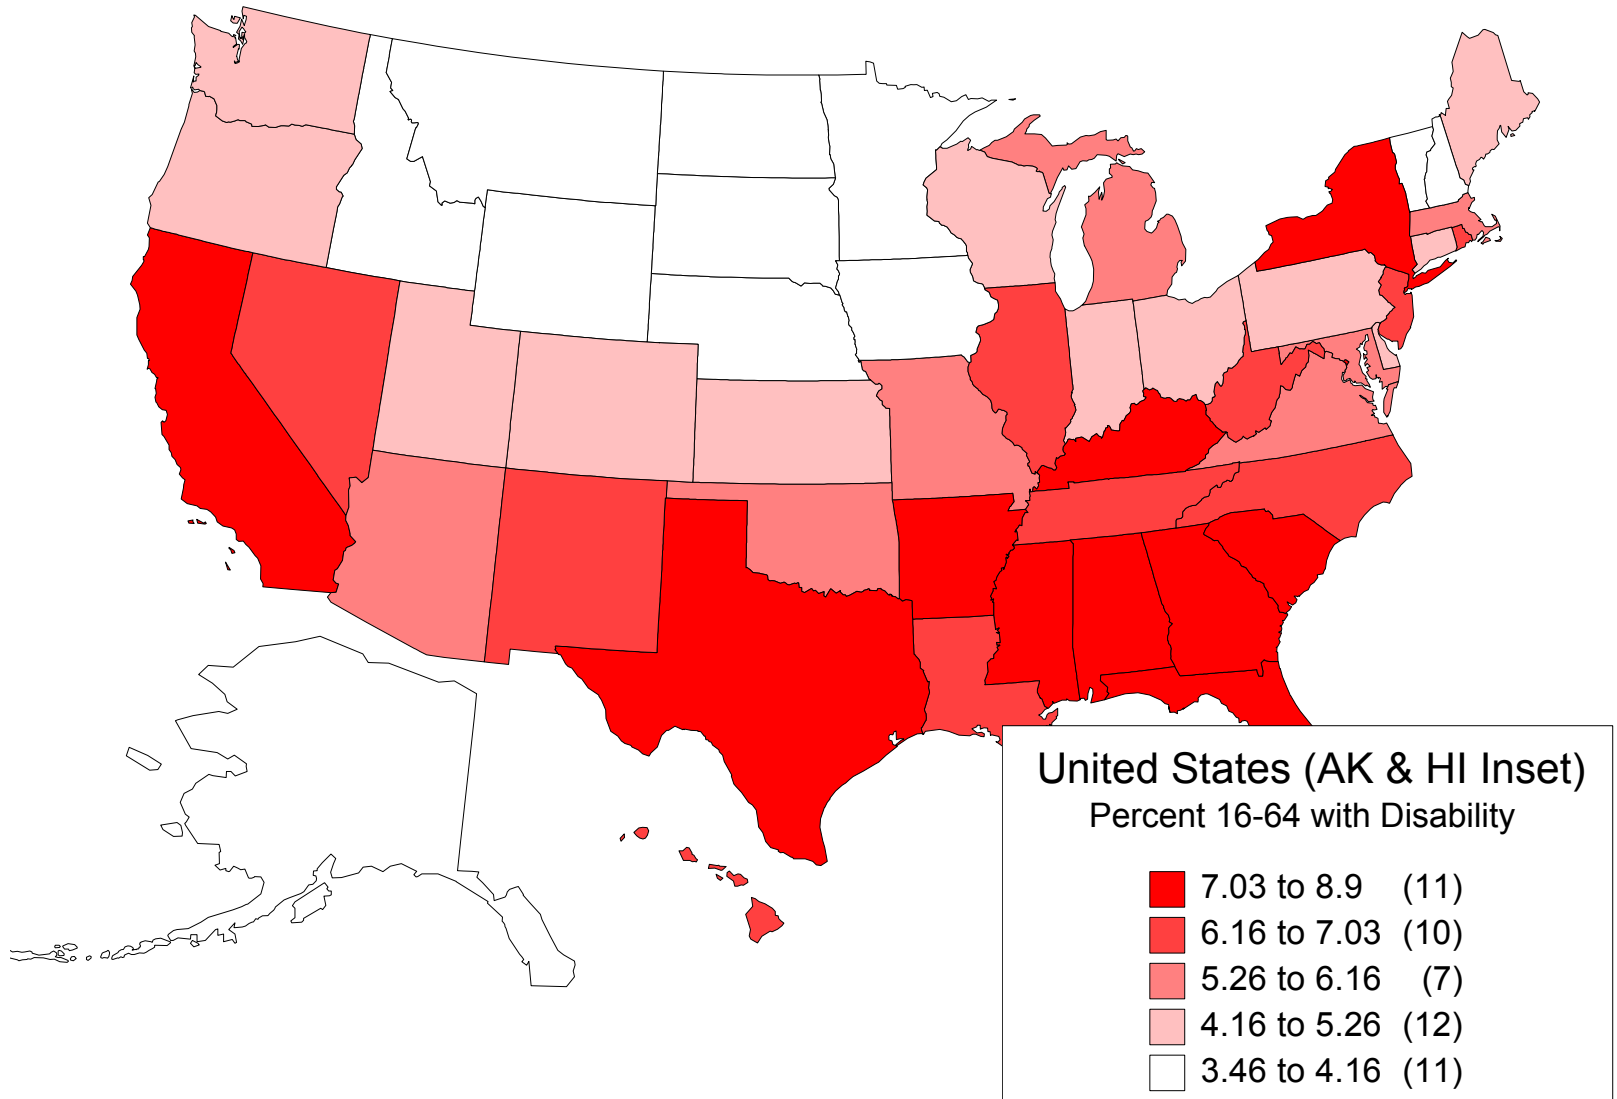 United States (AK & HI Inset)
Percent 16-64 with Disability
7.03 to 8.9 (11)
6.16 to 7.03 (10)
5.26 to 6.16 (7)
4.16 to 5.26 (12)
3.46 to 4.16 (11)